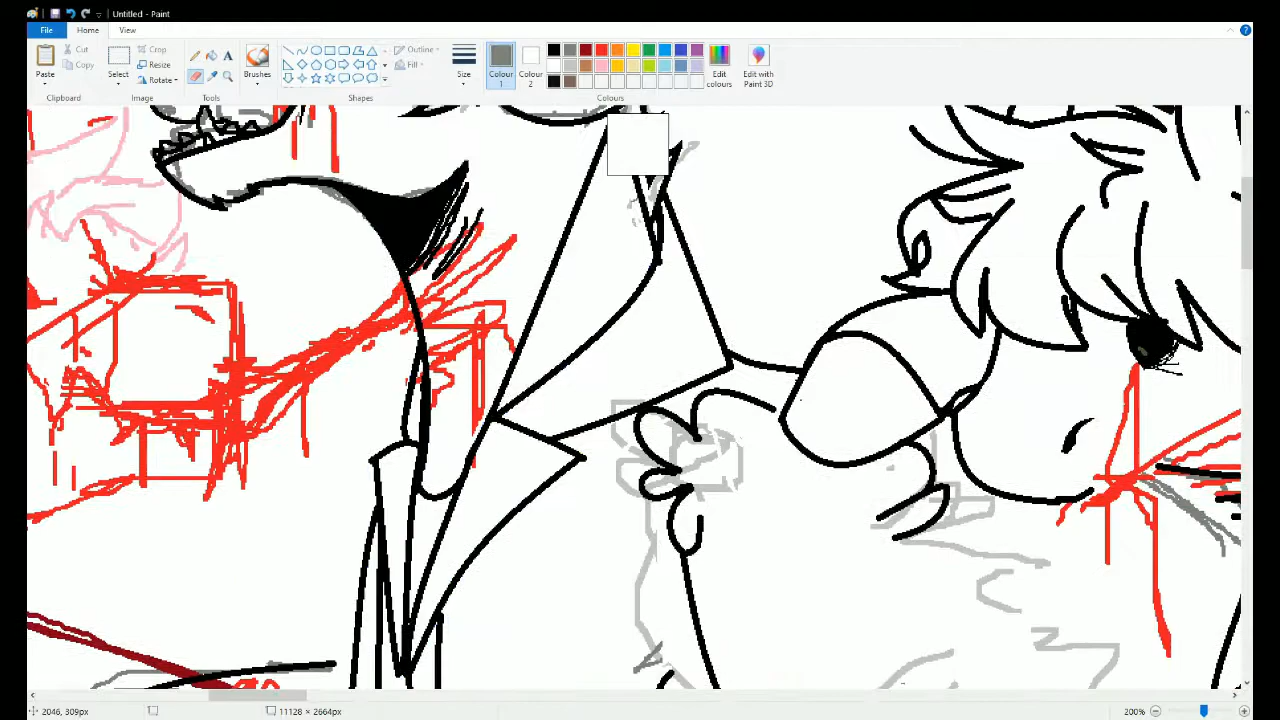 Untitled - Paint
File
Home
View
Paste
Cut
Copy
Clipboard
Select
Crop
Resize
Rotate
Image
A
Tools
Brushes
Outline
Fill
Shapes
Size
Colour
1
Colour
2
Edit
colours
Edit with
Paint 3D
Colours
2046, 309px
11128 × 2664px
200%